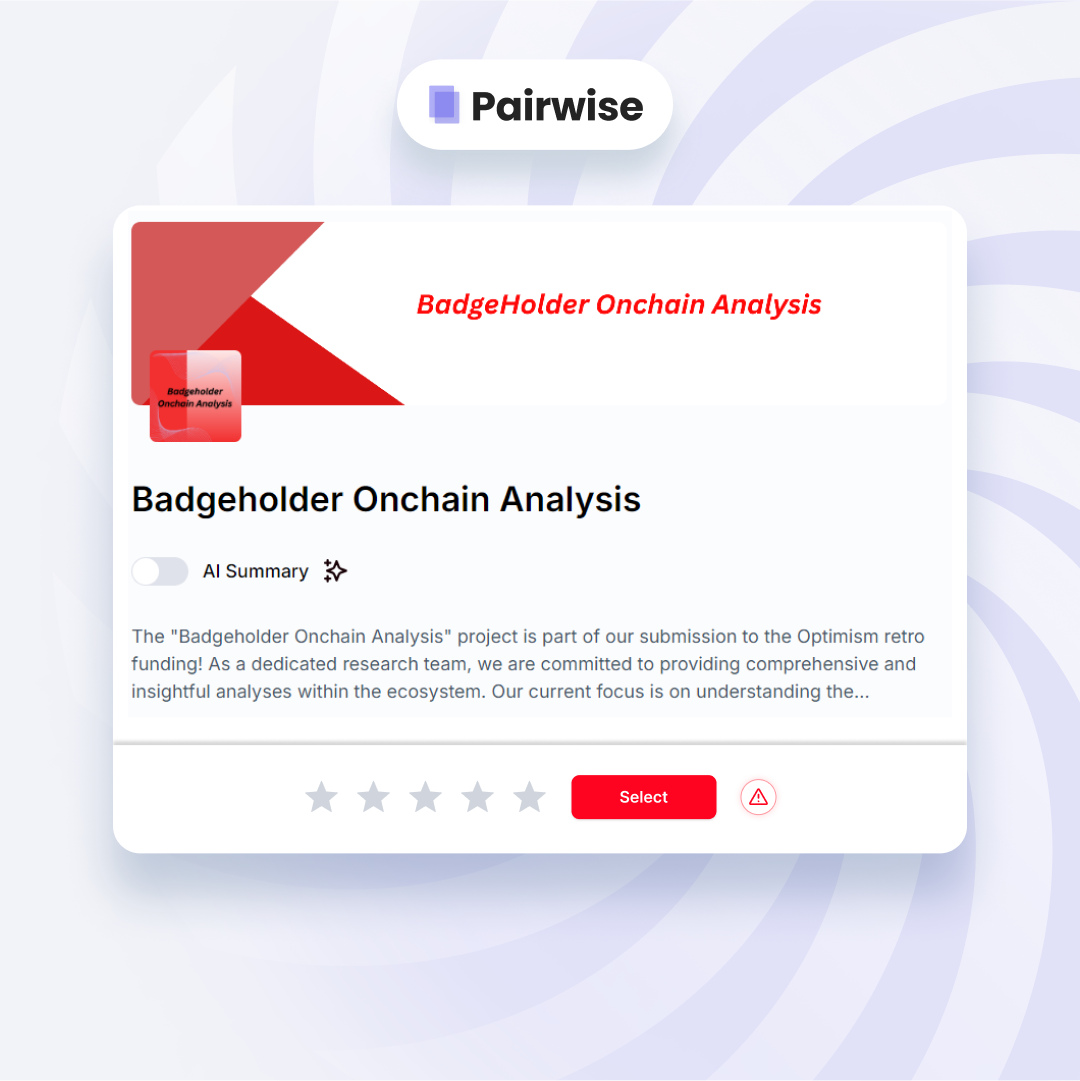 Pairwise
BadgeHolder Onchain Analysis
Badgeholder
Onchain Analysis
Badgeholder Onchain Analysis
AI Summary
The "Badgeholder Onchain Analysis" project is part of our submission to the Optimism retro
funding! As a dedicated research team, we are committed to providing comprehensive and
insightful analyses within the ecosystem. Our current focus is on understanding the...
Select